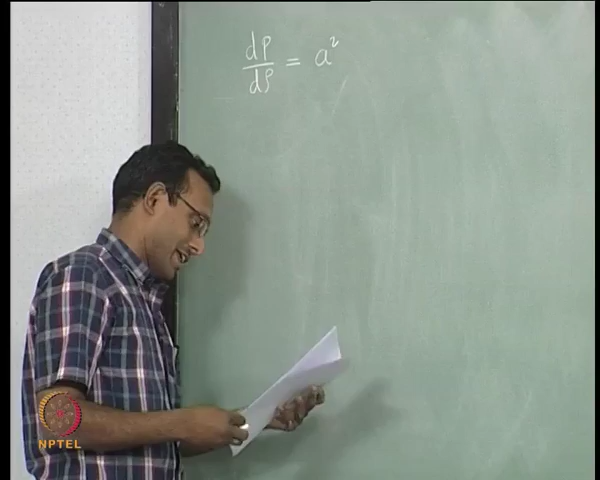 dp/dρ = a²
NPTEL